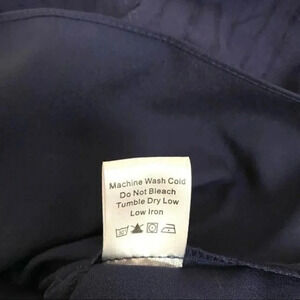 Machine Wash Cold
Do Not Bleach
Tumble Dry Low
Low Iron